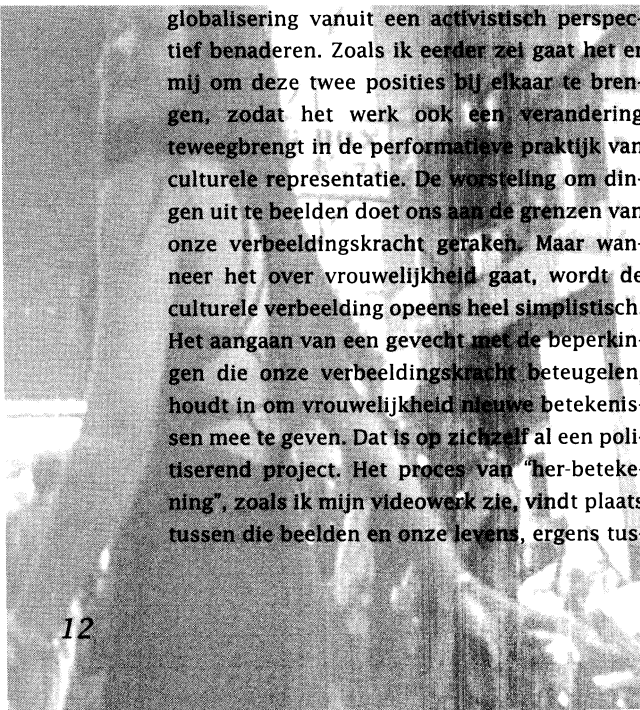 globalisering vanuit een activistisch perspec-
tief benaderen. Zoals ik eerder zei gaat het er
mij om deze twee posities bij elkaar te bren-
gen, zodat het werk ook een verandering
teweegbrengt in de performatieve praktijk van
culturele representatie. De worsteling om din-
gen uit te beelden doet ons aan de grenzen van
onze verbeeldingskracht geraken. Maar wan-
neer het over vrouwelijkheid gaat, wordt de
culturele verbeelding opeens heel simplistisch.
Het aangaan van een gevecht met de beperkin-
gen die onze verbeeldingskracht beteugelen,
houdt in om vrouwelijkheid nieuwe betekenis-
sen mee te geven. Dat is op zichzelf al een poli-
tiserend project. Het proces van “her-beteke-
ning”, zoals ik mijn videowerk zie, vindt plaats
tussen die beelden en onze levens, ergens tus-
12